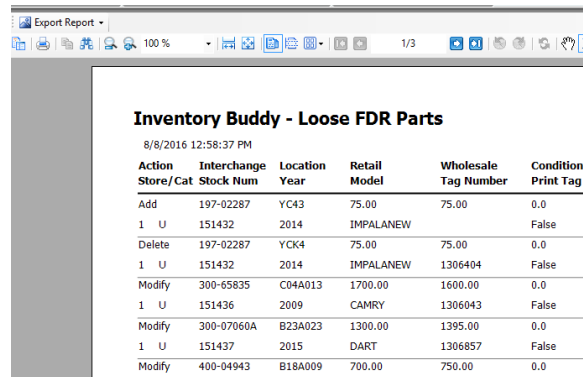 Export Report
100 % 1/3
Inventory Buddy - Loose FDR Parts
8/8/2016 12:58:37 PM
Action Interchange Location Retail Wholesale Condition
Store/Cat Stock Num Year Model Tag Number Print Tag
Add 197-02287 YC43 75.00 75.00 0.0
1 U 151432 2014 IMPALANEW False
Delete 197-02287 YCK4 75.00 75.00 0.0
1 U 151432 2014 IMPALANEW 1306404 False
Modify 300-65835 C04A013 1700.00 1600.00 0.0
1 U 151436 2009 CAMRY 1306043 False
Modify 300-07060A B23A023 1300.00 1395.00 0.0
1 U 151437 2015 DART 1306857 False
Modify 400-04943 B18A009 700.00 750.00 0.0